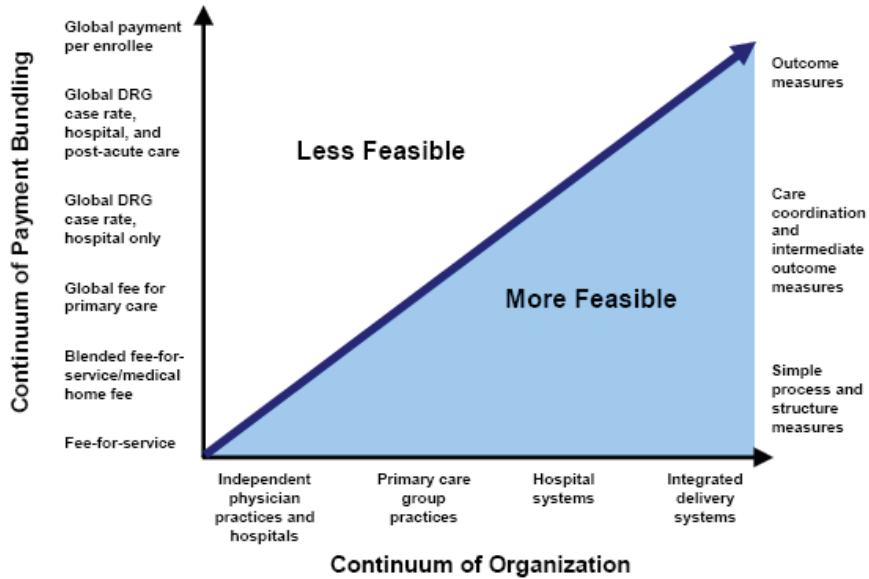 Continuum of Payment Bundling
Global payment
per enrollee
Global DRG
case rate,
hospital, and
post-acute care
Global DRG
case rate,
hospital only
Global fee for
primary care
Blended fee-for-
service/medical
home fee
Fee-for-service
Less Feasible
More Feasible
Outcome
measures
Care
coordination
and
intermediate
outcome
measures
Simple
process and
structure
measures
Independent
physician
practices and
hospitals
Primary care
group
practices
Hospital
systems
Integrated
delivery
systems
Continuum of Organization